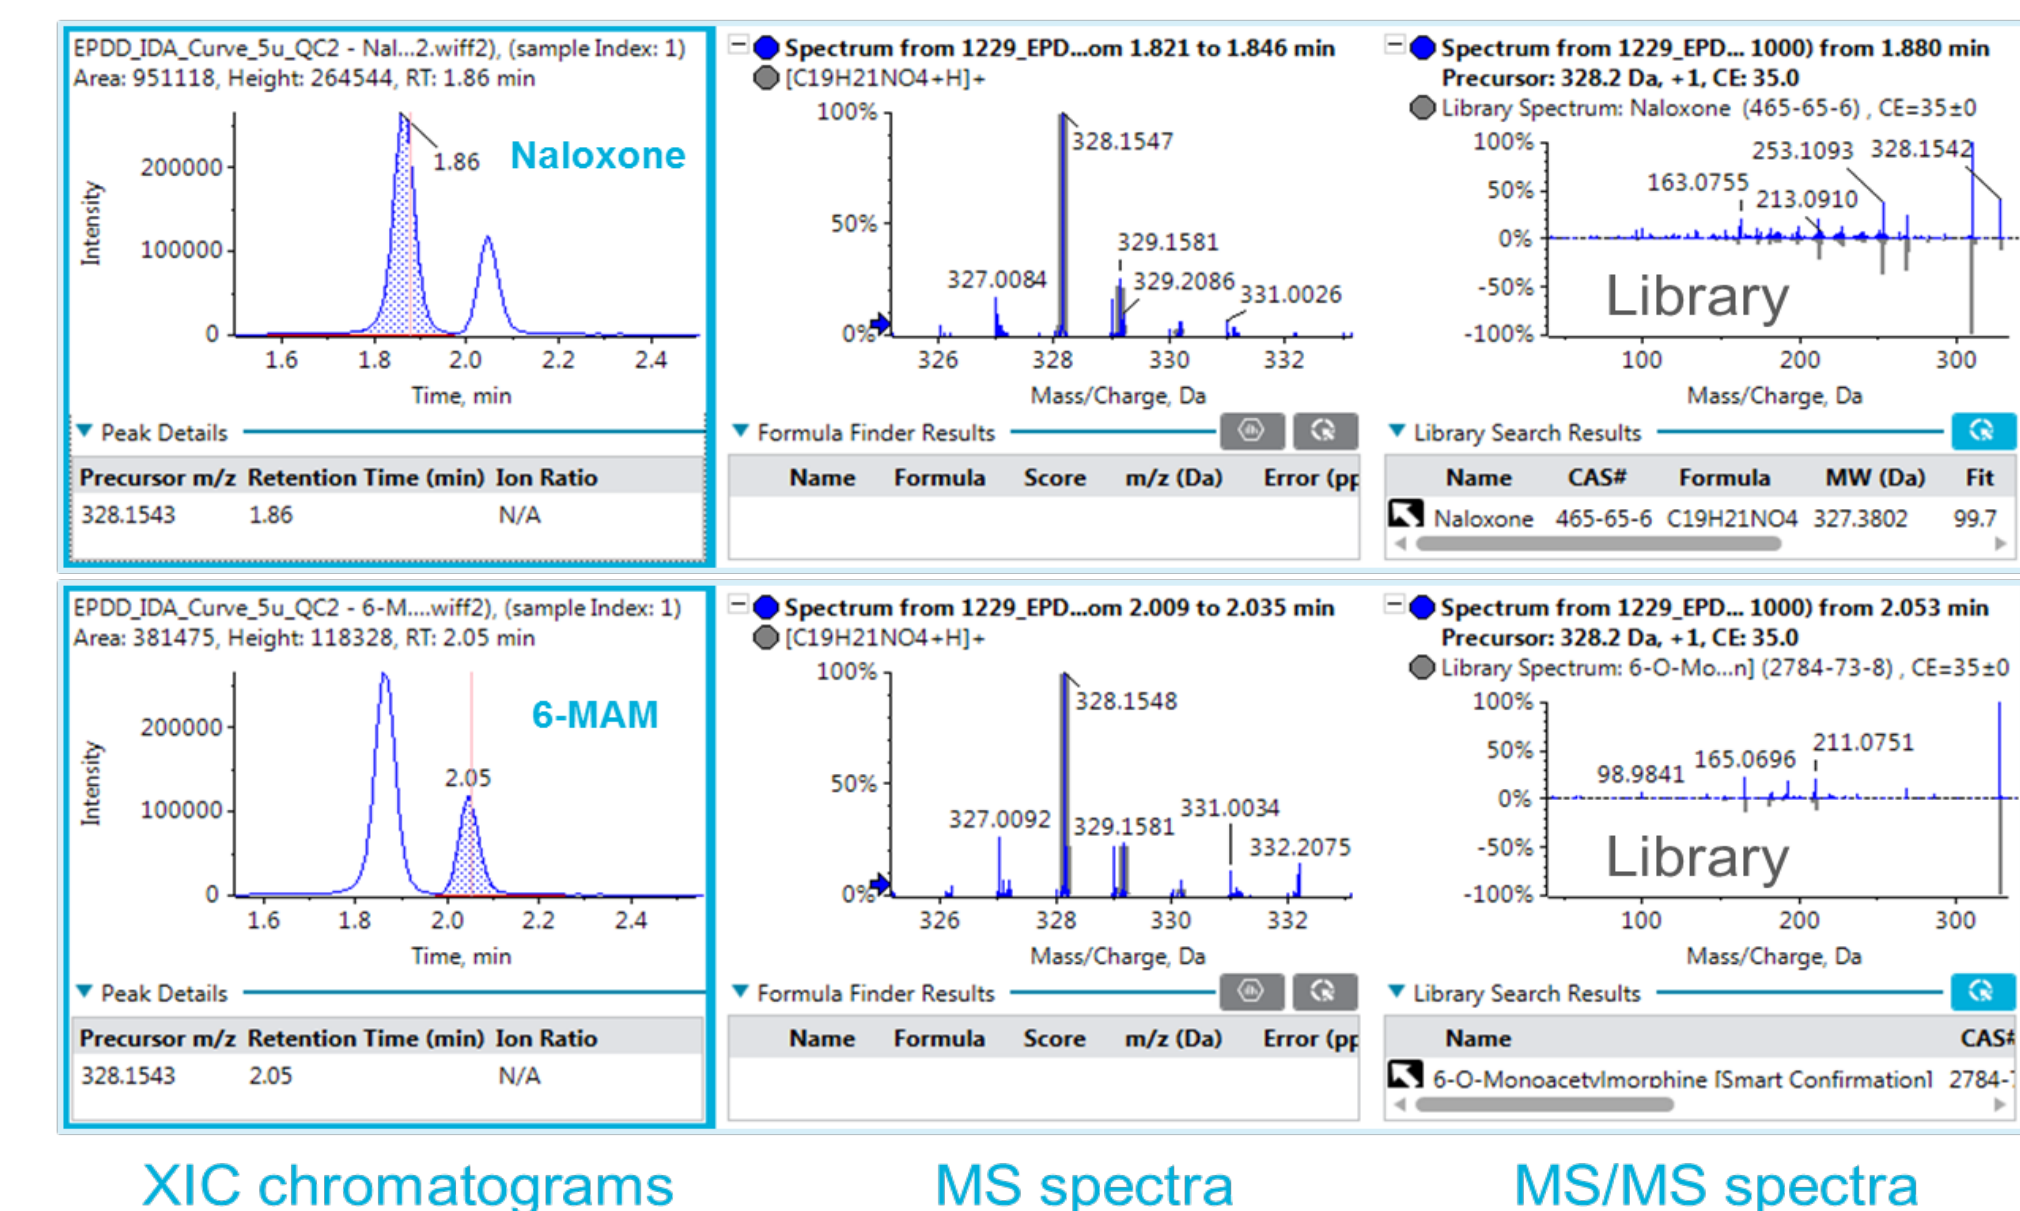 EPDD_IDA_Curve_5u_QC2 - Nal...2.wiff2), (sample Index: 1)
Area: 951118, Height: 264544, RT: 1.86 min
Intensity
200000
100000
0
1.86
Naloxone
1.6 1.8 2.0 2.2 2.4
Time, min
Peak Details
Precursor m/z Retention Time (min) Ion Ratio
328.1543 1.86 N/A
Spectrum from 1229_EPD...om 1.821 to 1.846 min
[C19H21NO4+H]+
100%
50%
0%
328.1547
329.1581
327.0084
329.2086
331.0026
326 328 330 332
Mass/Charge, Da
Formula Finder Results
Name Formula Score m/z (Da) Error (pp
Spectrum from 1229_EPD... 1000) from 1.880 min
Precursor: 328.2 Da, +1, CE: 35.0
Library Spectrum: Naloxone (465-65-6) , CE=35±0
100%
50%
0%
-50%
-100%
253.1093 328.1542
163.0755
213.0910
Library
100 200 300
Mass/Charge, Da
Library Search Results
Name CAS# Formula MW (Da) Fit
Naloxone 465-65-6 C19H21NO4 327.3802 99.7
EPDD_IDA_Curve_5u_QC2 - 6-M....wiff2), (sample Index: 1)
Area: 381475, Height: 118328, RT: 2.05 min
Intensity
200000
100000
0
6-MAM
2.05
1.6 1.8 2.0 2.2 2.4
Time, min
Peak Details
Precursor m/z Retention Time (min) Ion Ratio
328.1543 2.05 N/A
Spectrum from 1229_EPD...om 2.009 to 2.035 min
[C19H21NO4+H]+
100%
50%
0%
328.1548
331.0034
327.0092
329.1581
332.2075
326 328 330 332
Mass/Charge, Da
Formula Finder Results
Name Formula Score m/z (Da) Error (pp
Spectrum from 1229_EPD... 1000) from 2.053 min
Precursor: 328.2 Da, +1, CE: 35.0
Library Spectrum: 6-O-Mo...n] (2784-73-8) , CE=35±0
100%
50%
0%
-50%
-100%
211.0751
165.0696
98.9841
Library
100 200 300
Mass/Charge, Da
Library Search Results
Name CAS#
6-O-Monoacetylmorphine [Smart Confirmation] 2784-7
XIC chromatograms MS spectra MS/MS spectra